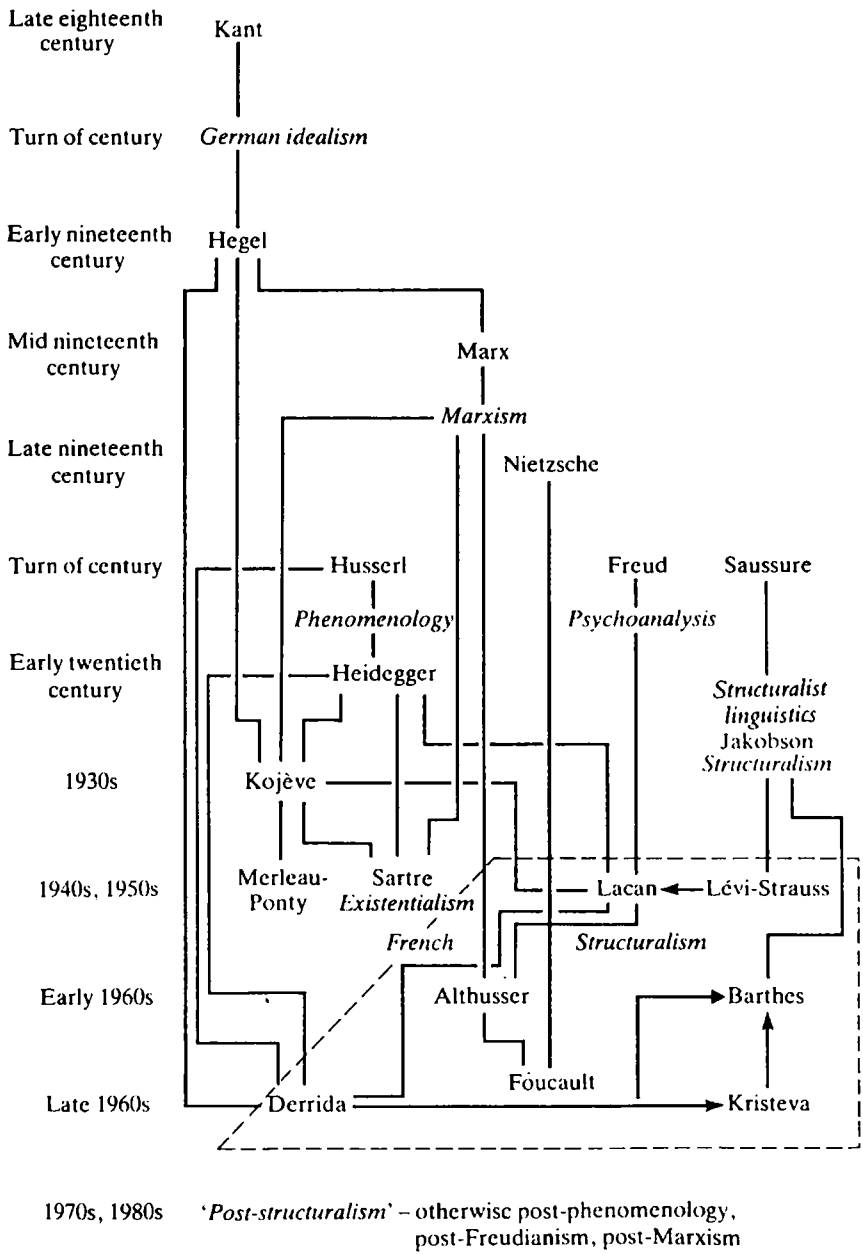 Late eighteenth
century
Kant
Turn of century
German idealism
Early nineteenth
century
Hegel
Mid nineteenth
century
Marx
Marxism
Late nineteenth
century
Nietzsche
Turn of century
Husserl
Freud
Saussure
Phenomenology
Psychoanalysis
Early twentieth
century
Heidegger
Structuralist
linguistics
Jakobson
Structuralism
1930s
Kojève
1940s, 1950s
Merleau-
Ponty
Sartre
Existentialism
Lacan
Lévi-Strauss
French
Structuralism
Early 1960s
Althusser
Barthes
Foucault
Late 1960s
Derrida
Kristeva
1970s, 1980s
'Post-structuralism' – otherwise post-phenomenology,
post-Freudianism, post-Marxism